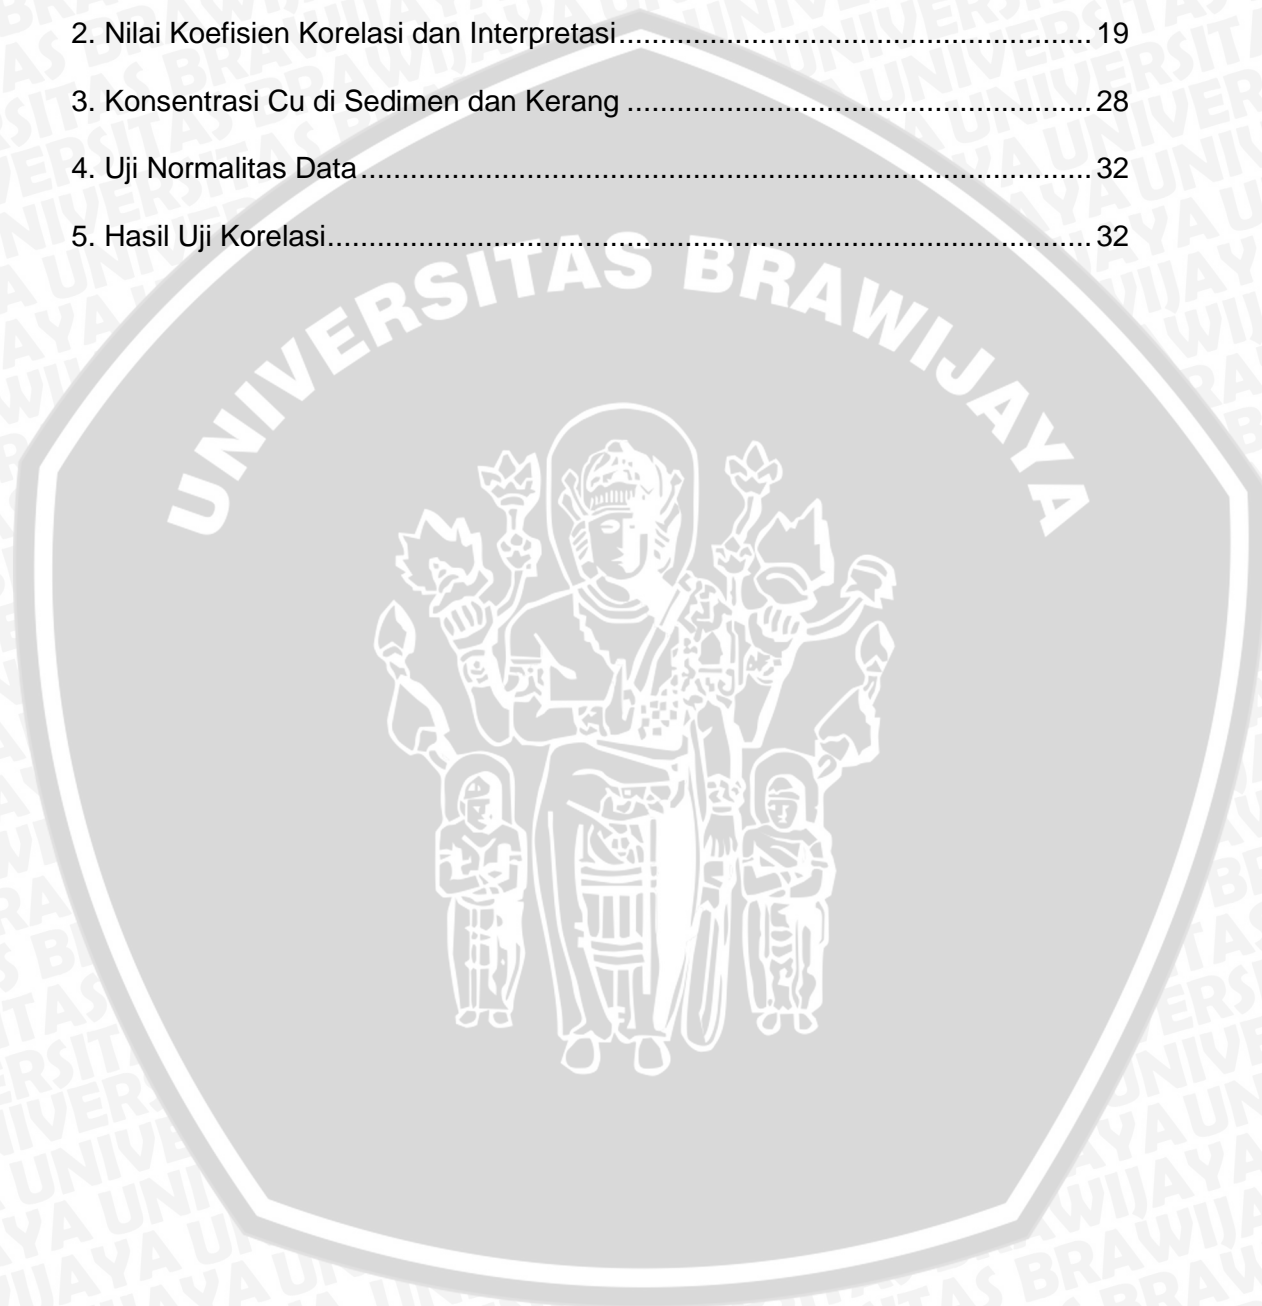 2. Nilai Koefisien Korelasi dan Interpretasi.........................................................19
3. Konsentrasi Cu di Sedimen dan Kerang ........................................................28
4. Uji Normalitas Data.........................................................................................32
5. Hasil Uji Korelasi.............................................................................................32
UNIVERSITAS BRAWIJAYA